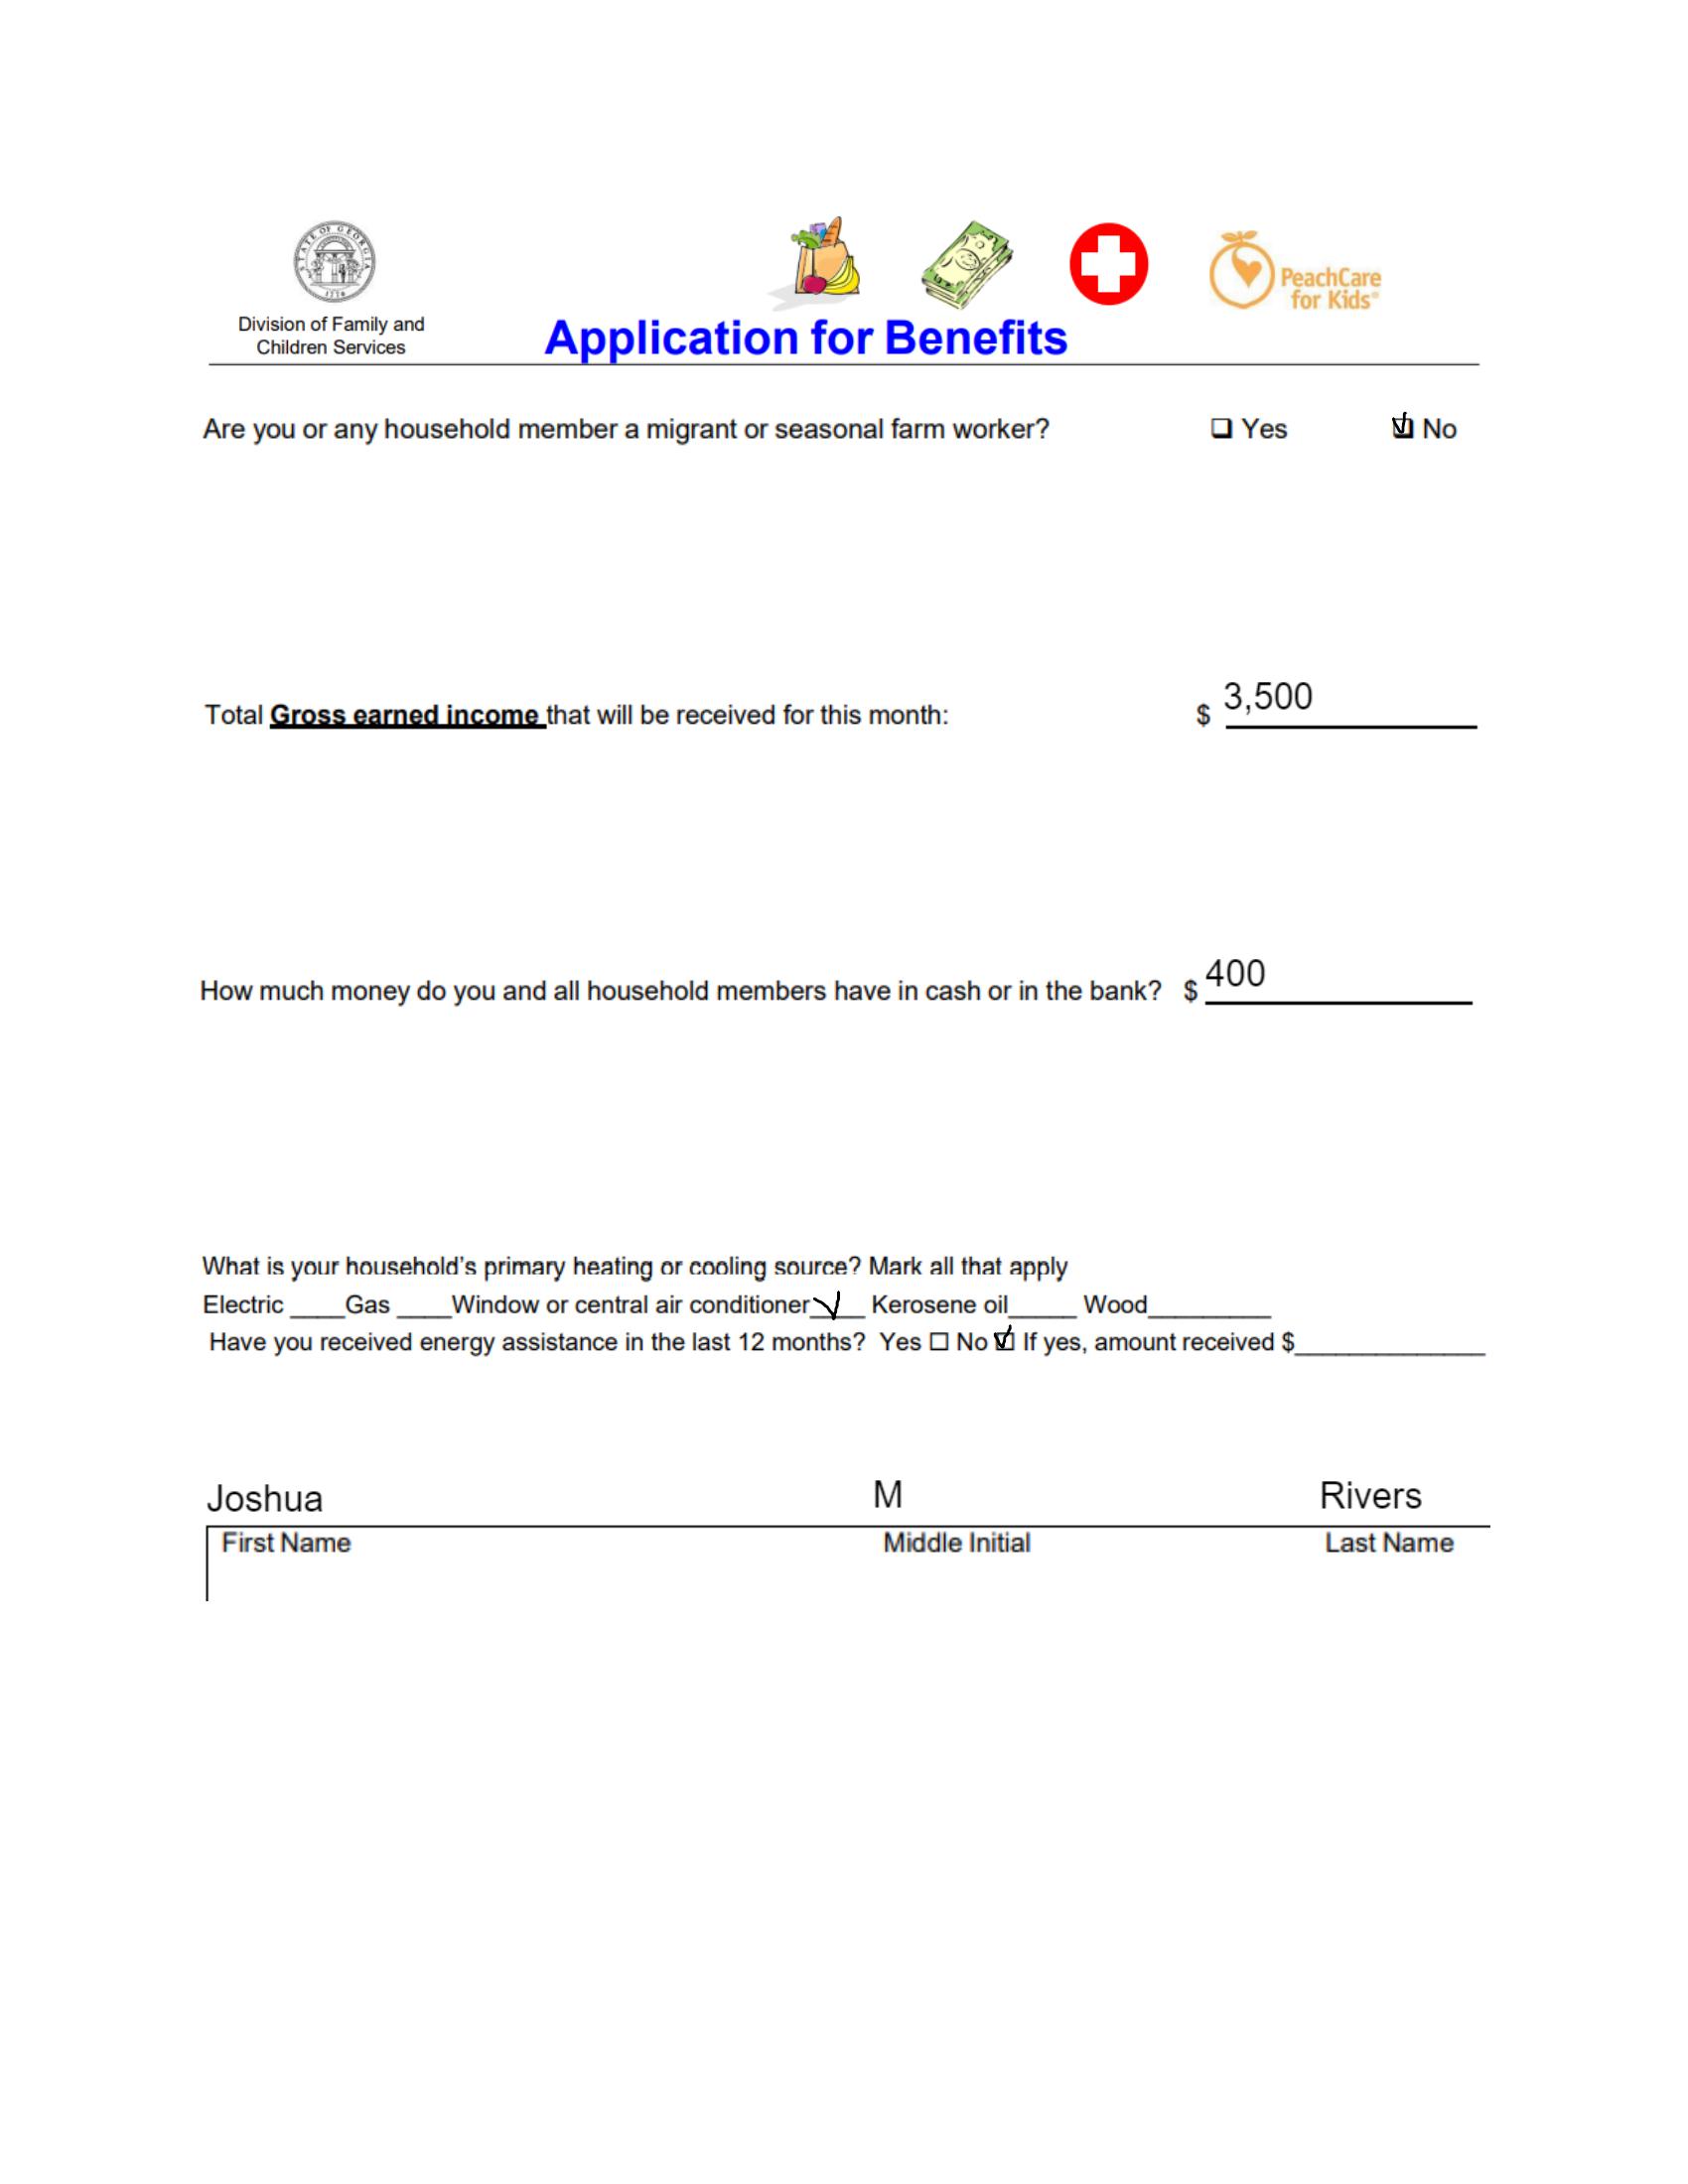 STATE OF GEORGIA
1776
Division of Family and
Children Services
Application for Benefits
PeachCare
for Kids®
Are you or any household member a migrant or seasonal farm worker? ❑ Yes ☑ No
3,500
Total Gross earned income that will be received for this month: $
400
How much money do you and all household members have in cash or in the bank? $
What is your household's primary heating or cooling source? Mark all that apply
Electric ____Gas ____Window or central air conditioner_✓_ Kerosene oil_____ Wood_________
Have you received energy assistance in the last 12 months? Yes ☐ No ☑ If yes, amount received $______________
Joshua M Rivers
First Name Middle Initial Last Name